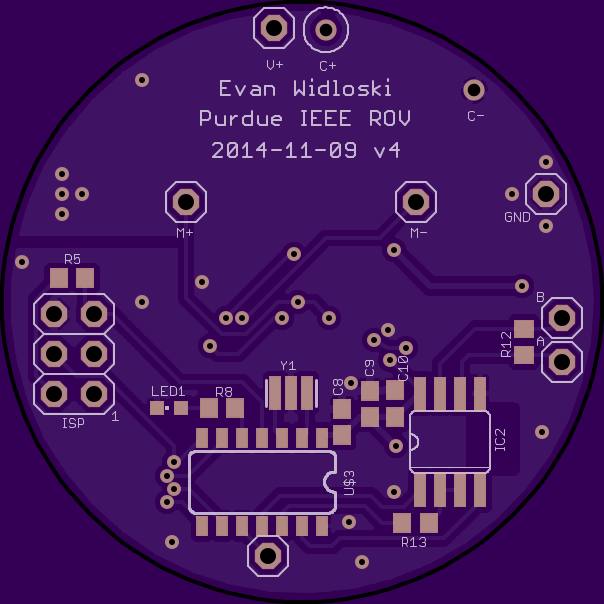 V+
C+
Evan Widloski
C-
Purdue IEEE ROV
2014-11-09 v4
GND
M+
M-
R5
B
A
R12
Y1
C9
C10
LED1
R8
C8
1
ISP
IC2
U$3
R13